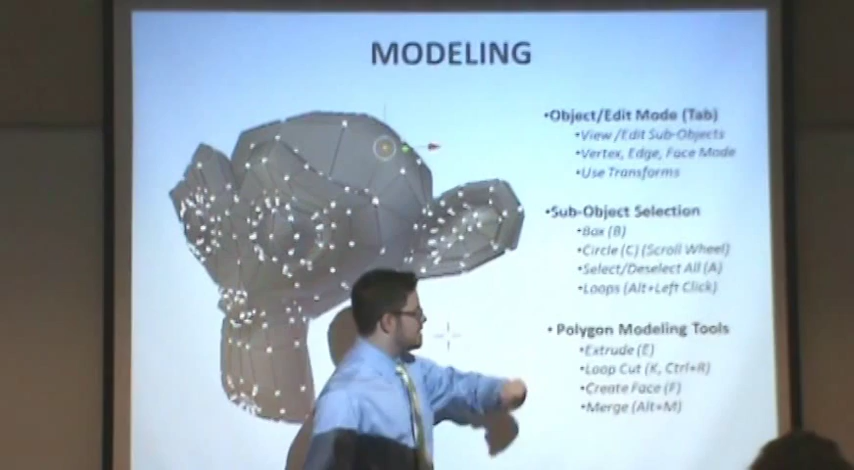 MODELING
•Object/Edit Mode (Tab)
•View /Edit Sub-Objects
•Vertex, Edge, Face Mode
•Use Transforms
•Sub-Object Selection
•Box (B)
•Circle (C) (Scroll Wheel)
•Select/Deselect All (A)
•Loops (Alt+Left Click)
• Polygon Modeling Tools
•Extrude (E)
•Loop Cut (K, Ctrl+R)
•Create Face (F)
•Merge (Alt+M)